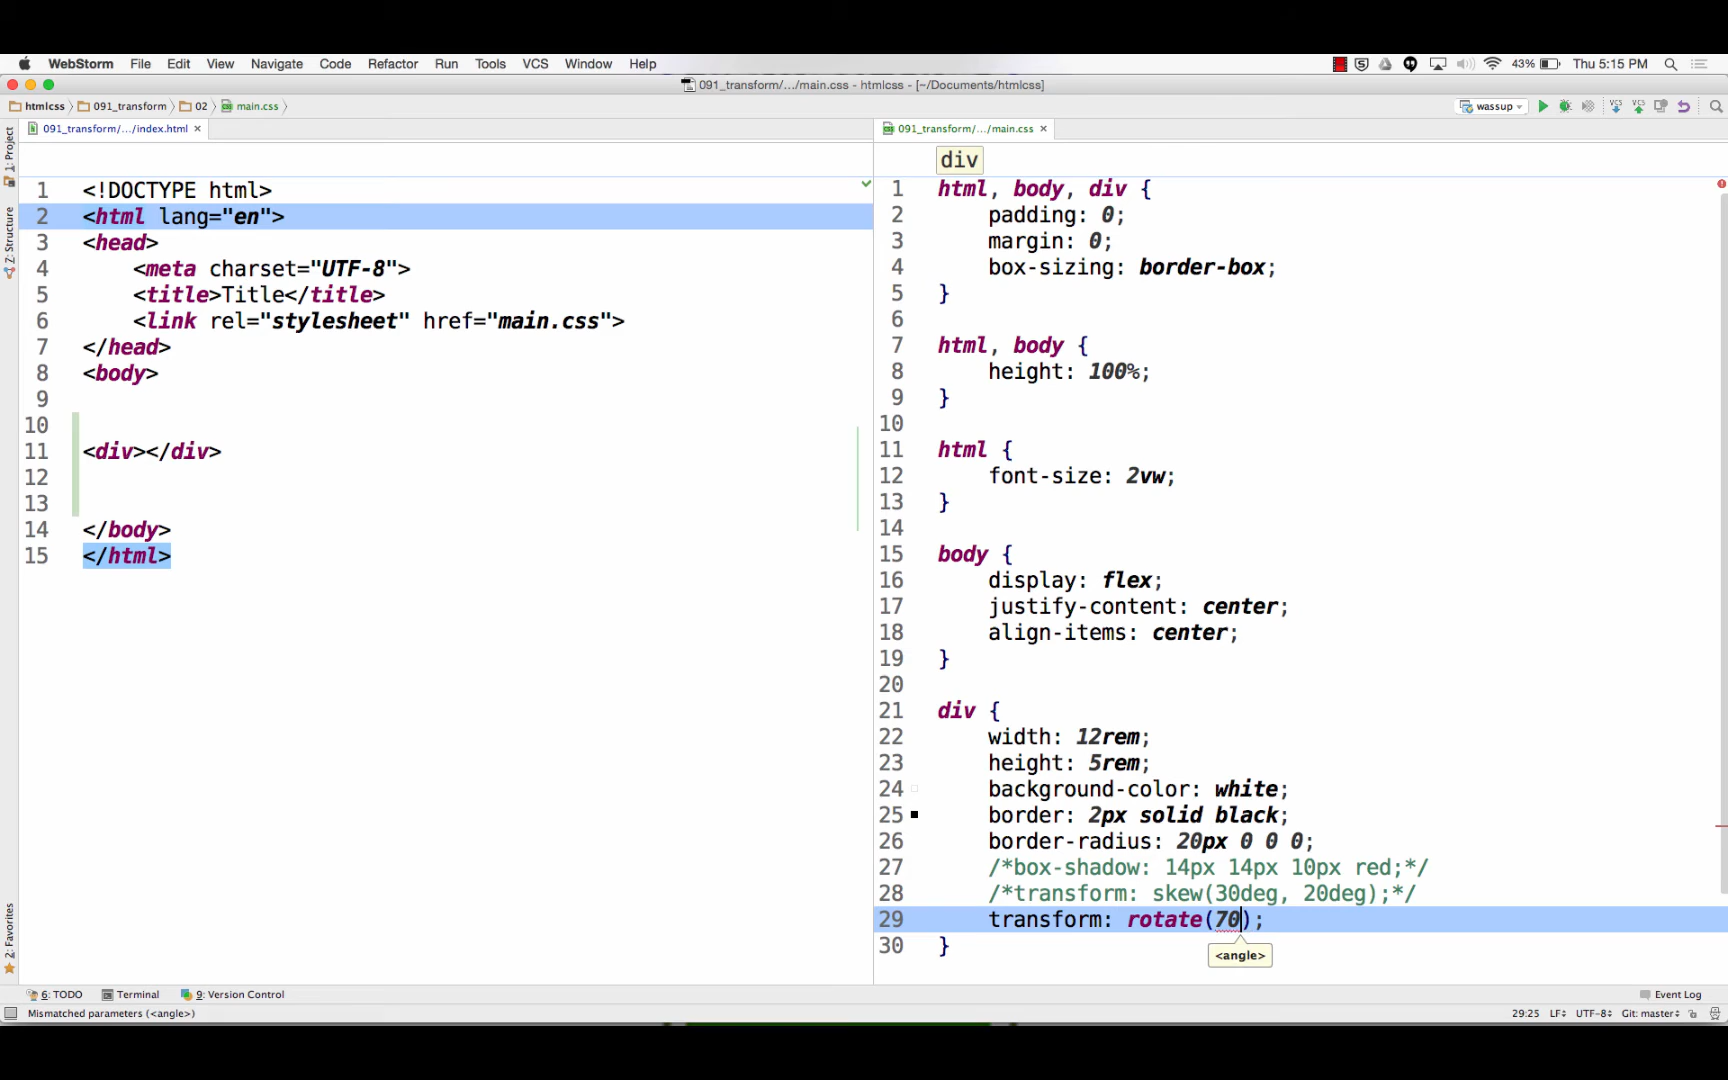 WebStorm File Edit View Navigate Code Refactor Run Tools VCS Window Help 43% Thu 5:15 PM
091_transform/.../main.css - htmlcss - [~/Documents/htmlcss]
htmlcss 091_transform 02 main.css wassup
091_transform/.../index.html 091_transform/.../main.css
1: Project
Z: Structure
2: Favorites
1 <!DOCTYPE html>
2 <html lang="en">
3 <head>
4 <meta charset="UTF-8">
5 <title>Title</title>
6 <link rel="stylesheet" href="main.css">
7 </head>
8 <body>
9
10
11 <div></div>
12
13
14 </body>
15 </html>
div
1 html, body, div {
2 padding: 0;
3 margin: 0;
4 box-sizing: border-box;
5 }
6
7 html, body {
8 height: 100%;
9 }
10
11 html {
12 font-size: 2vw;
13 }
14
15 body {
16 display: flex;
17 justify-content: center;
18 align-items: center;
19 }
20
21 div {
22 width: 12rem;
23 height: 5rem;
24 background-color: white;
25 border: 2px solid black;
26 border-radius: 20px 0 0 0;
27 /*box-shadow: 14px 14px 10px red;*/
28 /*transform: skew(30deg, 20deg);*/
29 transform: rotate(70);
30 }
<angle>
6: TODO Terminal 9: Version Control Event Log
Mismatched parameters (<angle>) 29:25 LF UTF-8 Git: master